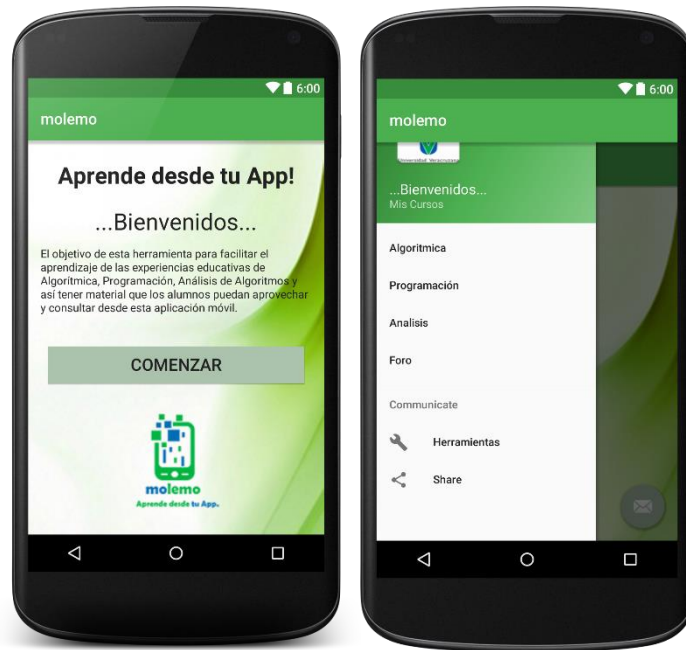 6:00
molemo
Aprende desde tu App!
...Bienvenidos...
El objetivo de esta herramienta para facilitar el
aprendizaje de las experiencias educativas de
Algorítmica, Programación, Análisis de Algoritmos y
así tener material que los alumnos puedan aprovechar
y consultar desde esta aplicación móvil.
COMENZAR
molemo
Aprende desde tu App.
6:00
molemo
Universidad Veracruzana
...Bienvenidos...
Mis Cursos
Algoritmica
Programación
Analisis
Foro
Communicate
Herramientas
Share